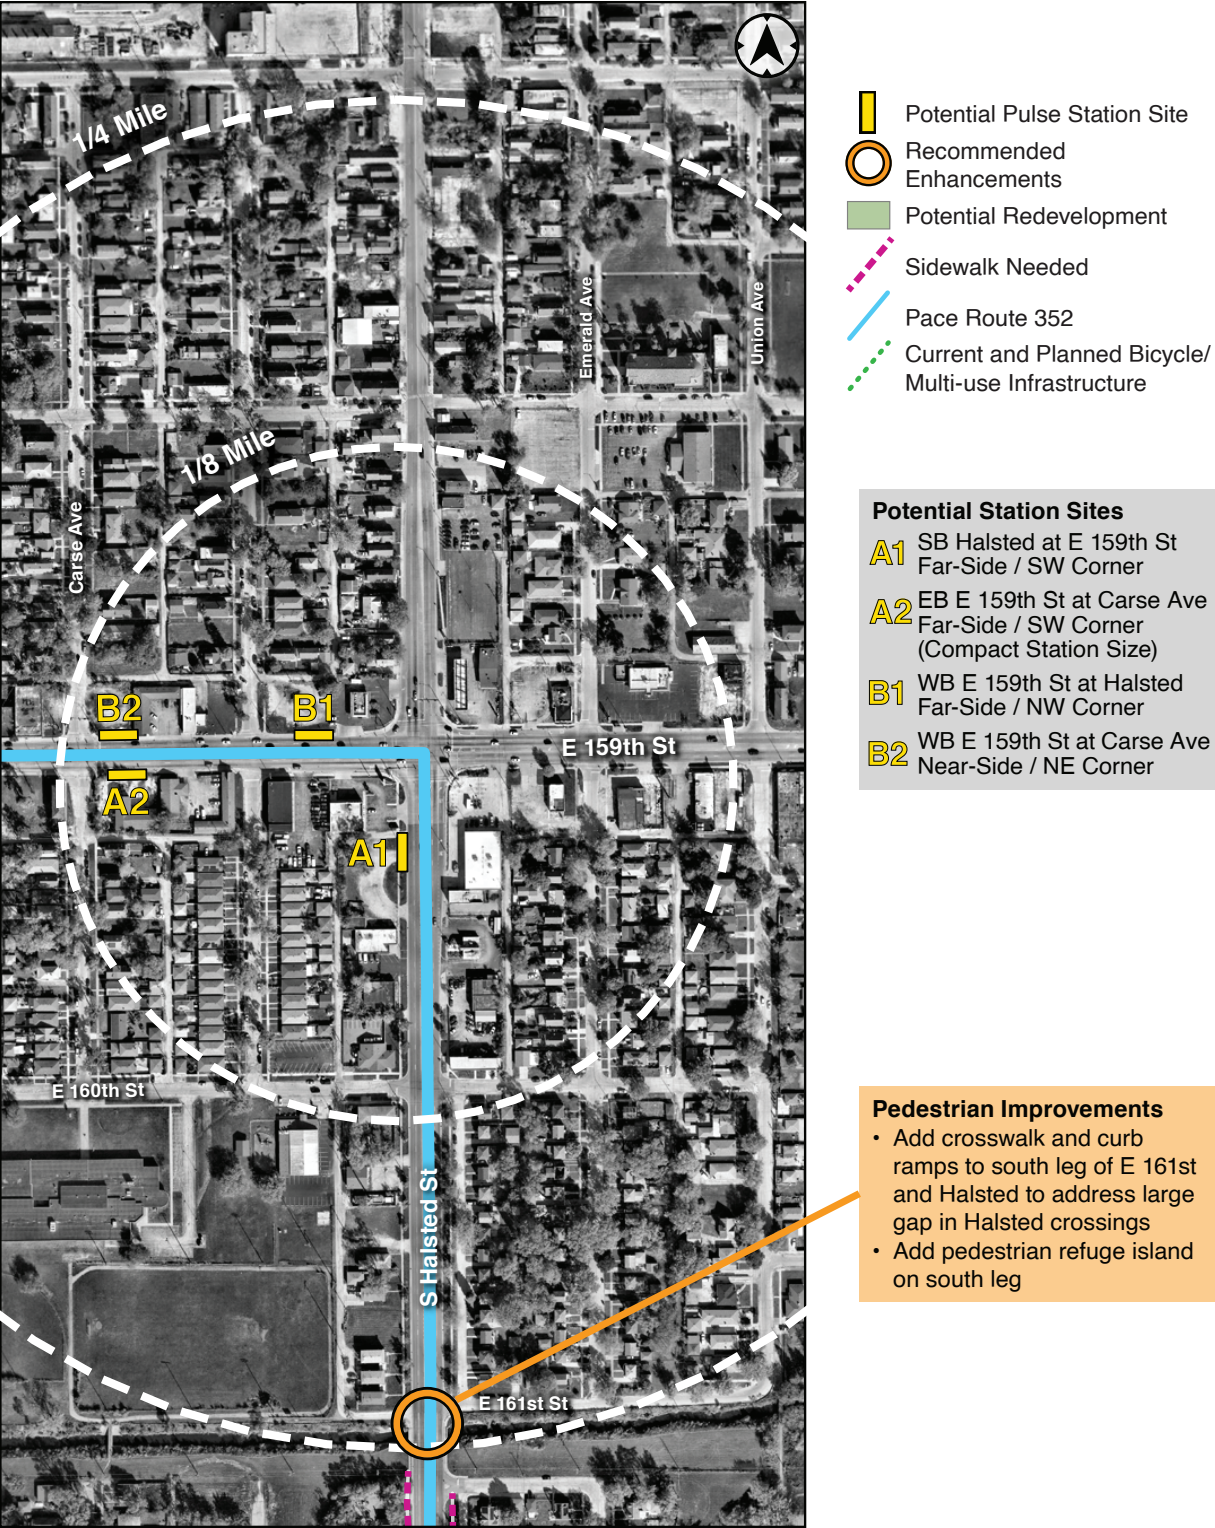 1/4 Mile
Emerald Ave
Union Ave
1/8 Mile
Carse Ave
B2
B1
E 159th St
A2
A1
E 160th St
S Halsted St
E 161st St
Potential Pulse Station Site
Recommended
Enhancements
Potential Redevelopment
Sidewalk Needed
Pace Route 352
Current and Planned Bicycle/
Multi-use Infrastructure
Potential Station Sites
A1 SB Halsted at E 159th St
Far-Side / SW Corner
A2 EB E 159th St at Carse Ave
Far-Side / SW Corner
(Compact Station Size)
B1 WB E 159th St at Halsted
Far-Side / NW Corner
B2 WB E 159th St at Carse Ave
Near-Side / NE Corner
Pedestrian Improvements
• Add crosswalk and curb
ramps to south leg of E 161st
and Halsted to address large
gap in Halsted crossings
• Add pedestrian refuge island
on south leg